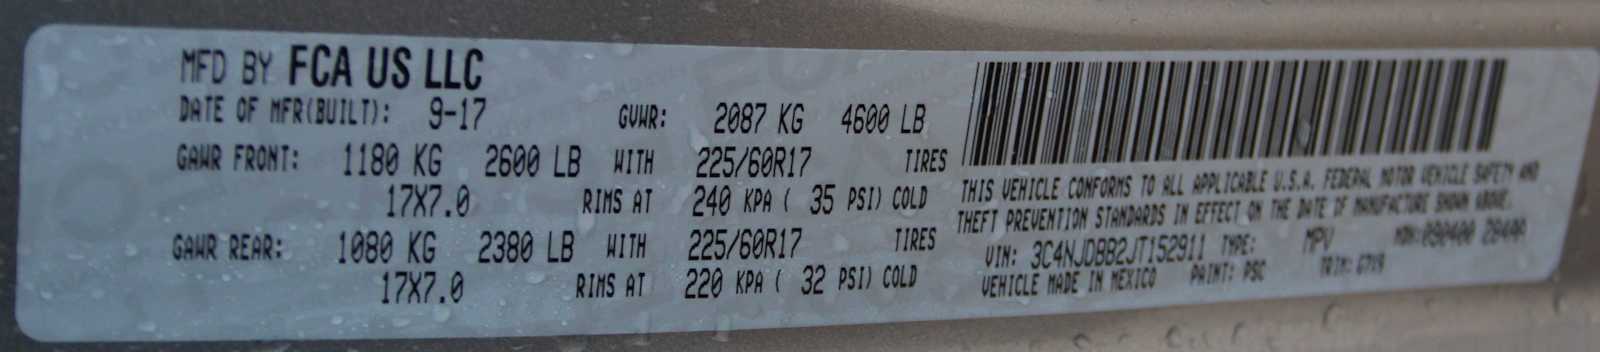 MFD BY FCA US LLC
DATE OF MFR(BUILT): 9-17 GVWR: 2087 KG 4600 LB
GAWR FRONT: 1180 KG 2600 LB WITH 225/60R17 TIRES
17X7.0 RIMS AT 240 KPA ( 35 PSI) COLD
GAWR REAR: 1080 KG 2380 LB WITH 225/60R17 TIRES
17X7.0 RIMS AT 220 KPA ( 32 PSI) COLD
THIS VEHICLE CONFORMS TO ALL APPLICABLE U.S.A. FEDERAL MOTOR VEHICLE SAFETY AND
THEFT PREVENTION STANDARDS IN EFFECT ON THE DATE OF MANUFACTURE SHOWN ABOVE.
VIN: 3C4NJDBB2JT152911 TYPE: MPV MDH:
VEHICLE MADE IN MEXICO PAINT: PSC TRIM: